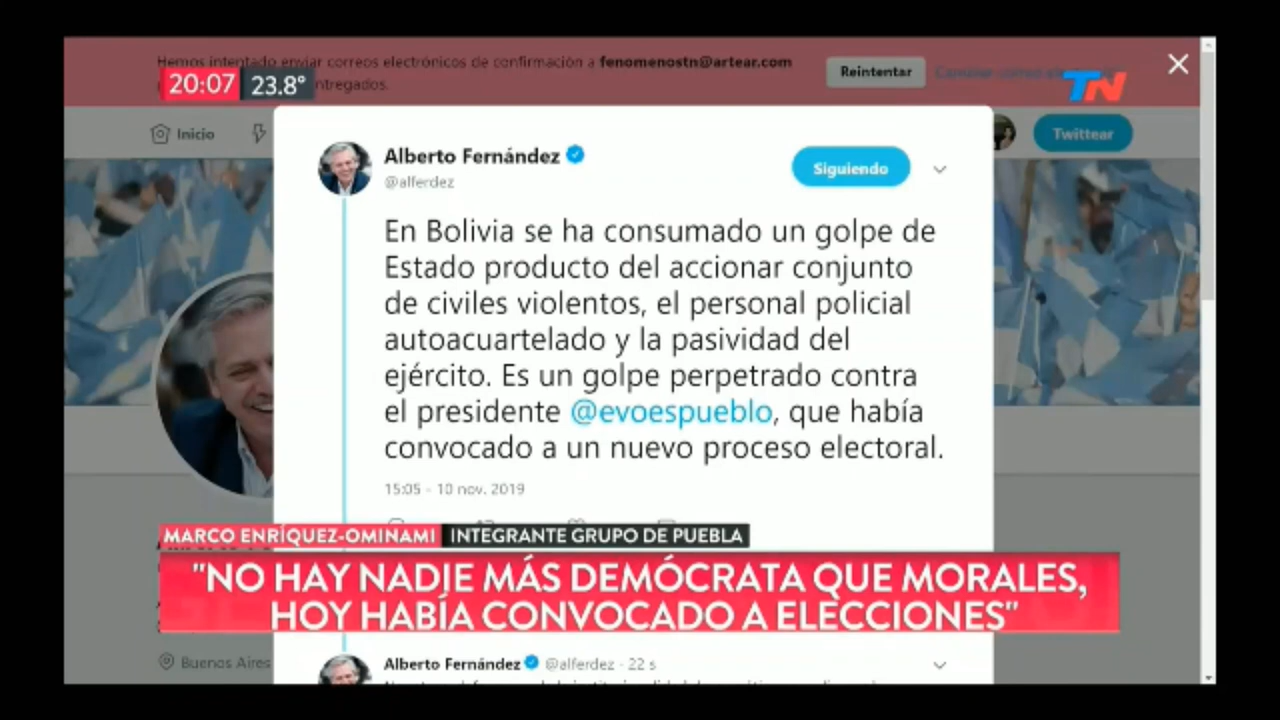 Hemos intentado enviar correos electrónicos de confirmación a fenomenostn@artear.com
ntregados.
Reintentar
20:07 23.8°
TN
Inicio
Twittear
Alberto Fernández
@alferdez
Siguiendo
En Bolivia se ha consumado un golpe de
Estado producto del accionar conjunto
de civiles violentos, el personal policial
autoacuartelado y la pasividad del
ejército. Es un golpe perpetrado contra
el presidente @evoespueblo, que había
convocado a un nuevo proceso electoral.
15:05 - 10 nov. 2019
MARCO ENRÍQUEZ-OMINAMI INTEGRANTE GRUPO DE PUEBLA
"NO HAY NADIE MÁS DEMÓCRATA QUE MORALES,
HOY HABÍA CONVOCADO A ELECCIONES"
Buenos Aires
Alberto Fernández @alferdez - 22 s